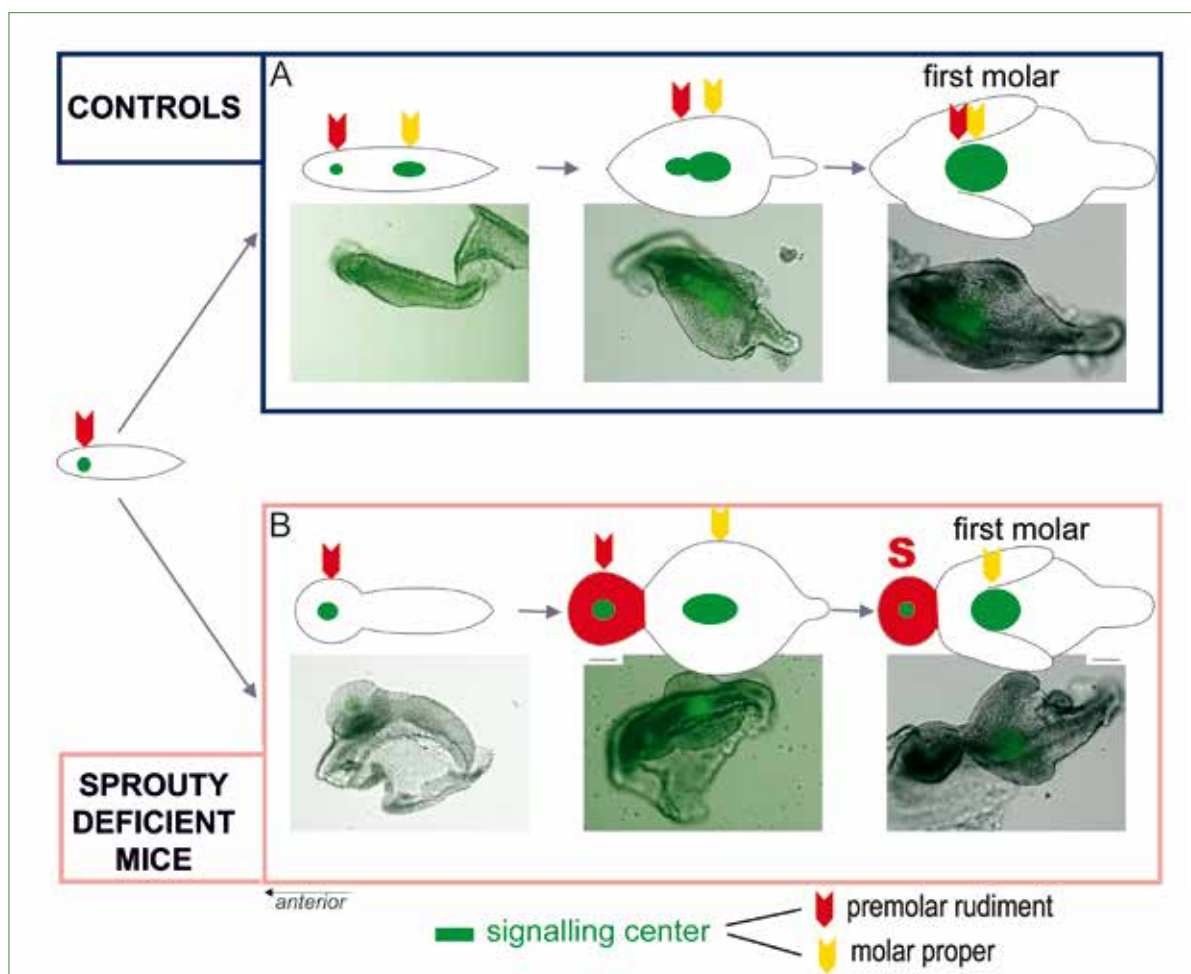 A
first molar
CONTROLS
B
first molar
S
SPROUTY
DEFICIENT
MICE
anterior
signalling center
premolar rudiment
molar proper